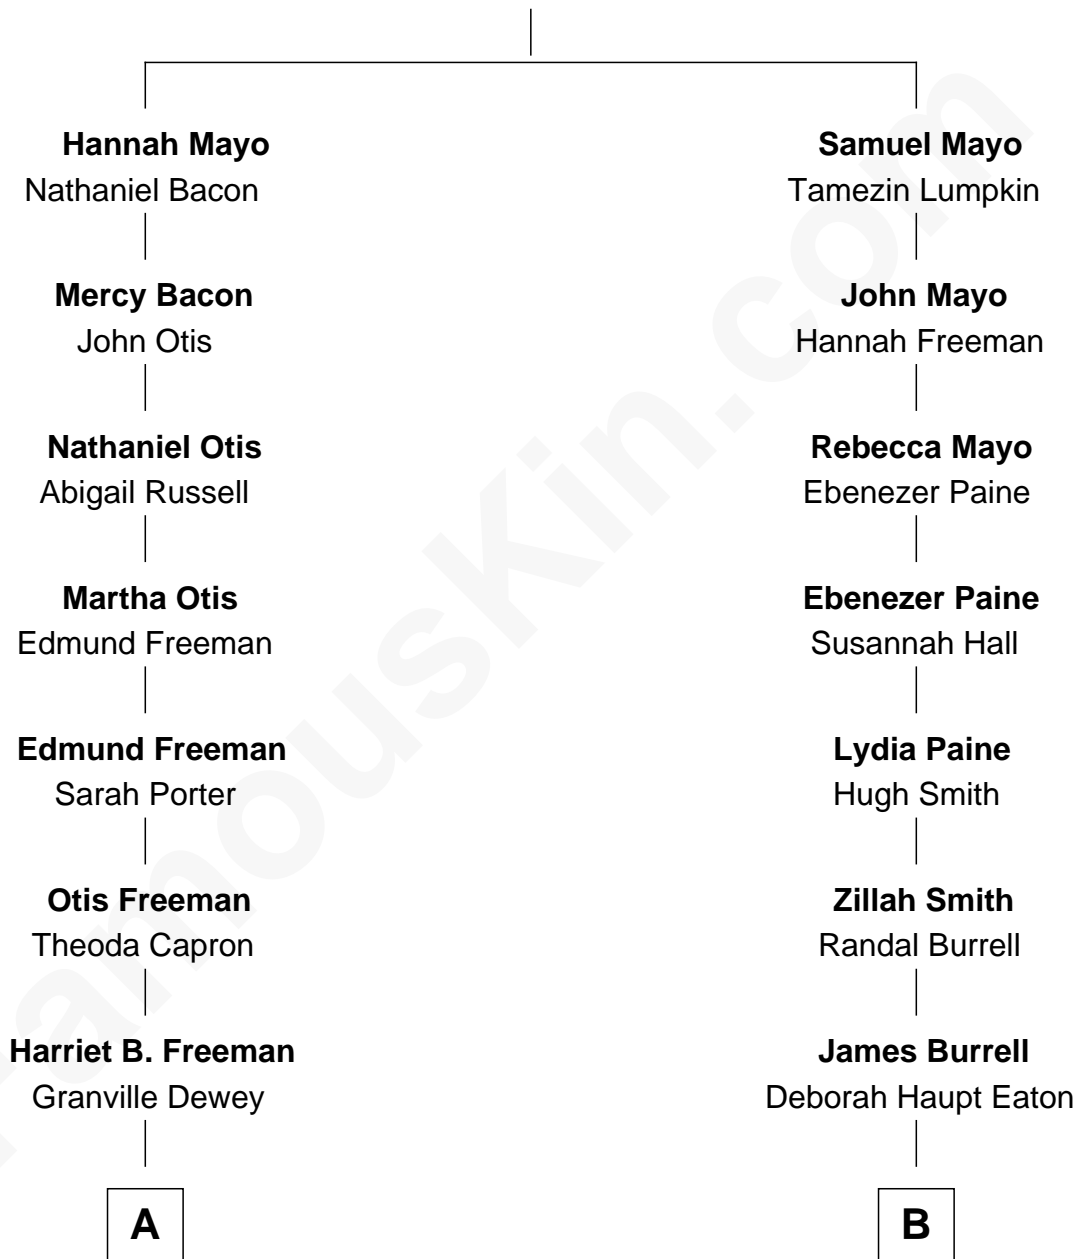 Hannah Mayo
Nathaniel Bacon
Mercy Bacon
John Otis
Nathaniel Otis
Abigail Russell
Martha Otis
Edmund Freeman
Edmund Freeman
Sarah Porter
Otis Freeman
Theoda Capron
Harriet B. Freeman
Granville Dewey
A
Samuel Mayo
Tamezin Lumpkin
John Mayo
Hannah Freeman
Rebecca Mayo
Ebenezer Paine
Ebenezer Paine
Susannah Hall
Lydia Paine
Hugh Smith
Zillah Smith
Randal Burrell
James Burrell
Deborah Haupt Eaton
B
FamousKin.com